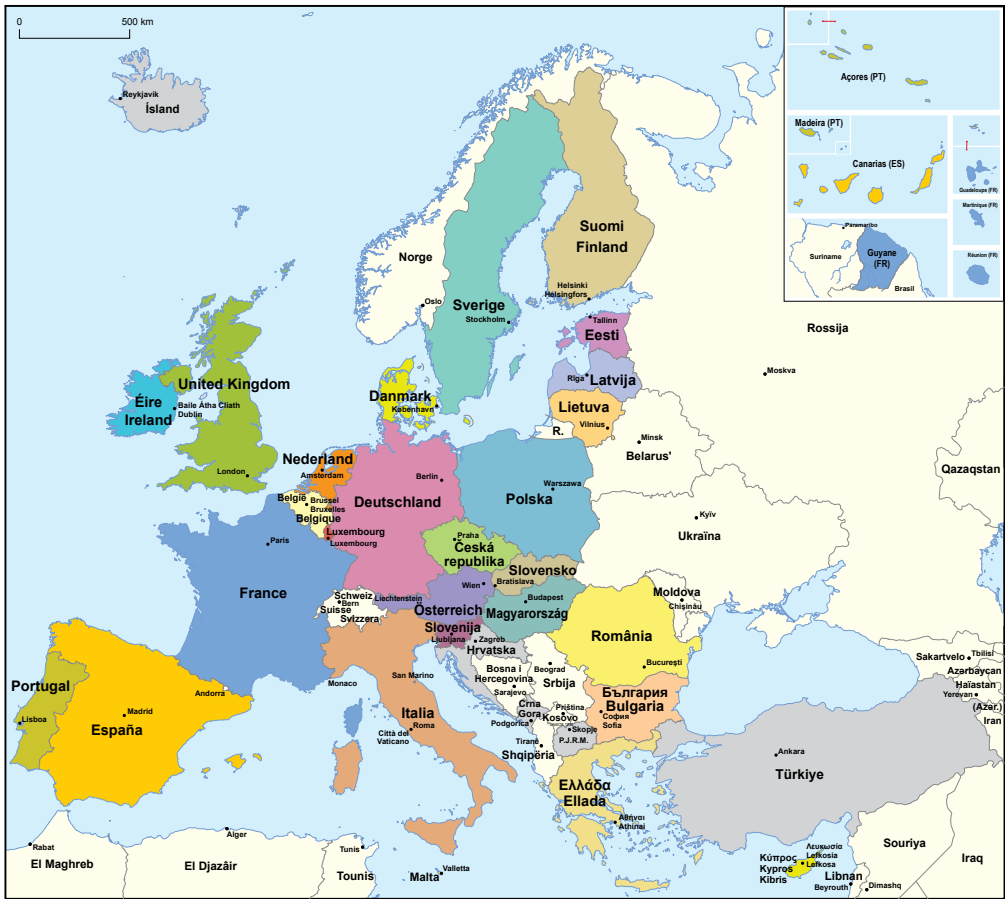 0 500 km
Reykjavík
Ísland
Açores (PT)
Madeira (PT)
Canarias (ES)
Guadeloupe (FR)
Martinique (FR)
Réunion (FR)
Paramaribo
Suriname
Guyane
(FR)
Brasil
Norge
Oslo
Suomi
Finland
Helsinki
Helsingfors
Sverige
Stockholm
Tallinn
Eesti
Rossija
Moskva
Rīga
Latvija
Lietuva
Vilnius
R.
Minsk
Belarus'
Qazaqstan
United Kingdom
Éire
Ireland
Baile Átha Cliath
Dublin
London
Danmark
København
Nederland
Amsterdam
Berlin
Deutschland
Polska
Warszawa
België
Brussel
Bruxelles
Belgique
Luxembourg
Luxembourg
Paris
France
Praha
Česká
republika
Kyïv
Ukraïna
Slovensko
Bratislava
Wien
Österreich
Liechtenstein
Budapest
Magyarország
Moldova
Chișinău
Schweiz
Bern
Suisse
Svizzera
Slovenija
Ljubljana
Zagreb
Hrvatska
România
București
Portugal
Lisboa
Madrid
España
Andorra
Monaco
San Marino
Italia
Roma
Città del
Vaticano
Bosna i
Hercegovina
Sarajevo
Beograd
Srbija
Crna
Gora
Podgorica
Priština
Kosovo
България
Bulgaria
София
Sofia
Skopje
P.J.R.M.
Tiranë
Shqipëria
Ελλάδα
Ellada
Αθήναι
Athinai
Sakartvelo
Tbilisi
Azərbaycan
Haïastan
Yerevan
(Azer.)
Iran
Ankara
Türkiye
Rabat
El Maghreb
Alger
El Djazâir
Tunis
Tounis
Malta
Valletta
Κύπρος
Kypros
Kibris
Λευκωσία
Lefkosia
Lefkosa
Libnan
Beyrouth
Souriya
Dimashq
Iraq